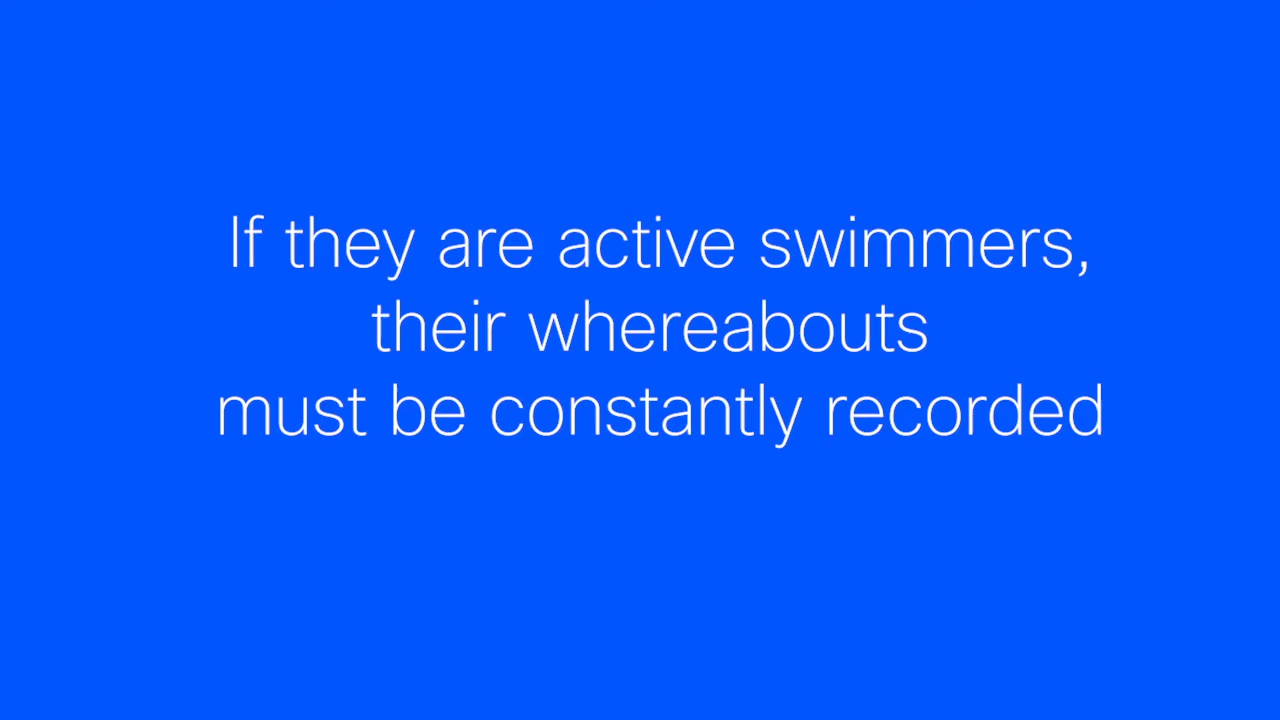 If they are active swimmers,
their whereabouts
must be constantly recorded